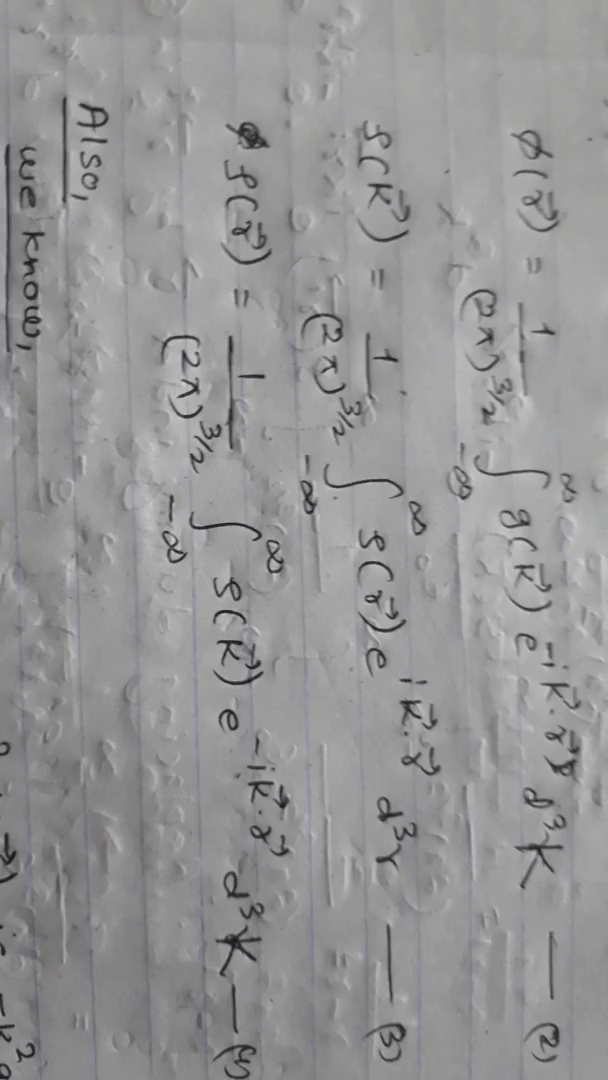 ϕ(r⃗) = 1/(2π)^{3/2} ∫_{-∞}^{∞} g(k⃗) e^{-ik⃗·r⃗} d³k — (2)
ρ(k⃗) = 1/(2π)^{3/2} ∫_{-∞}^{∞} ρ(r⃗) e^{ik⃗·r⃗} d³r — (3)
ρ(r⃗) = 1/(2π)^{3/2} ∫_{-∞}^{∞} ρ(k⃗) e^{-ik⃗·r⃗} d³k — (4)
Also,
we know,